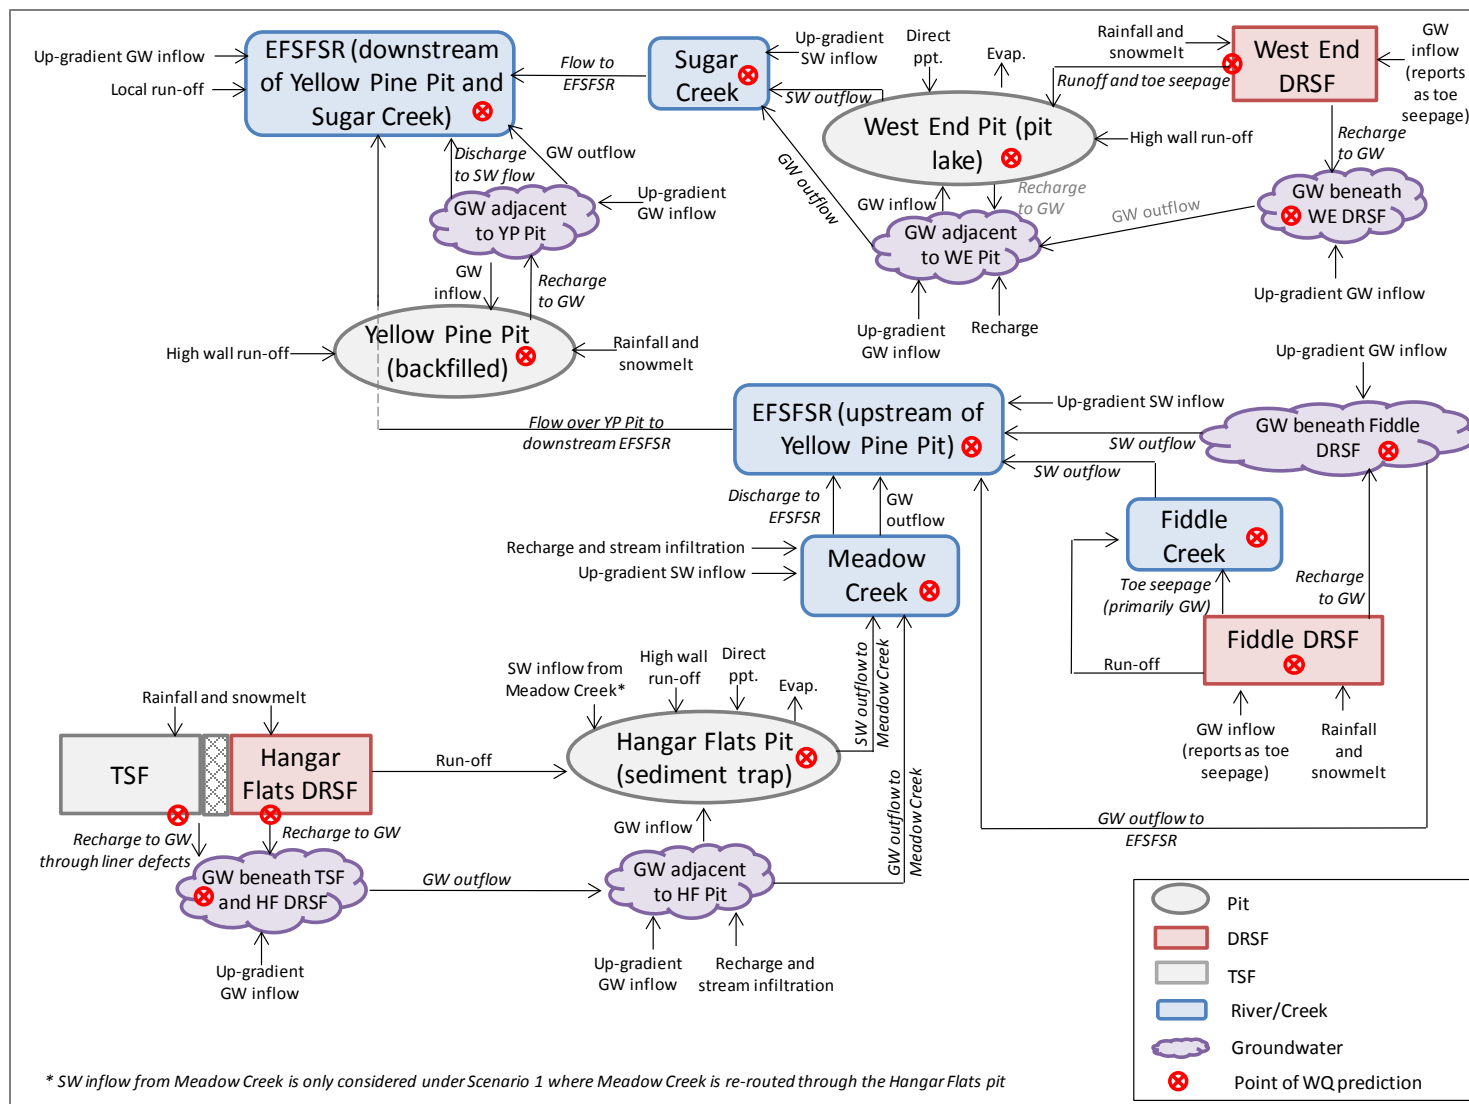 Up-gradient GW inflow
Local run-off
EFSFSR (downstream
of Yellow Pine Pit and
Sugar Creek)
Flow to
EFSFSR
Sugar
Creek
Up-gradient
SW inflow
SW outflow
Direct
ppt.
Evap.
Rainfall and
snowmelt
Runoff and toe seepage
West End
DRSF
GW
inflow
(reports
as toe
seepage)
West End Pit (pit
lake)
High wall run-off
Recharge
to GW
Discharge
to SW flow
GW outflow
GW adjacent
to YP Pit
Up-gradient
GW inflow
GW outflow
GW inflow
Recharge
to GW
GW adjacent
to WE Pit
GW outflow
GW beneath
WE DRSF
Up-gradient GW inflow
Up-gradient
GW inflow
Recharge
GW
inflow
Recharge
to GW
High wall run-off
Yellow Pine Pit
(backfilled)
Rainfall and
snowmelt
Flow over YP Pit to
downstream EFSFSR
EFSFSR (upstream of
Yellow Pine Pit)
Up-gradient SW inflow
SW outflow
SW outflow
Up-gradient GW inflow
GW beneath Fiddle
DRSF
Discharge to
EFSFSR
GW
outflow
Fiddle
Creek
Recharge and stream infiltration
Up-gradient SW inflow
Meadow
Creek
Toe seepage
(primarily GW)
Recharge
to GW
Run-off
Fiddle DRSF
GW inflow
(reports as toe
seepage)
Rainfall
and
snowmelt
SW inflow from
Meadow Creek*
High wall
run-off
Direct
ppt.
Evap.
SW outflow to
Meadow Creek
GW outflow to
Meadow Creek
Rainfall and snowmelt
TSF
Hangar
Flats DRSF
Run-off
Hangar Flats Pit
(sediment trap)
Recharge to GW
through liner defects
Recharge to GW
GW inflow
GW outflow to
EFSFSR
GW beneath TSF
and HF DRSF
GW outflow
GW adjacent
to HF Pit
Up-gradient
GW inflow
Up-gradient
GW inflow
Recharge and
stream infiltration
Pit
DRSF
TSF
River/Creek
Groundwater
Point of WQ prediction
* SW inflow from Meadow Creek is only considered under Scenario 1 where Meadow Creek is re-routed through the Hangar Flats pit